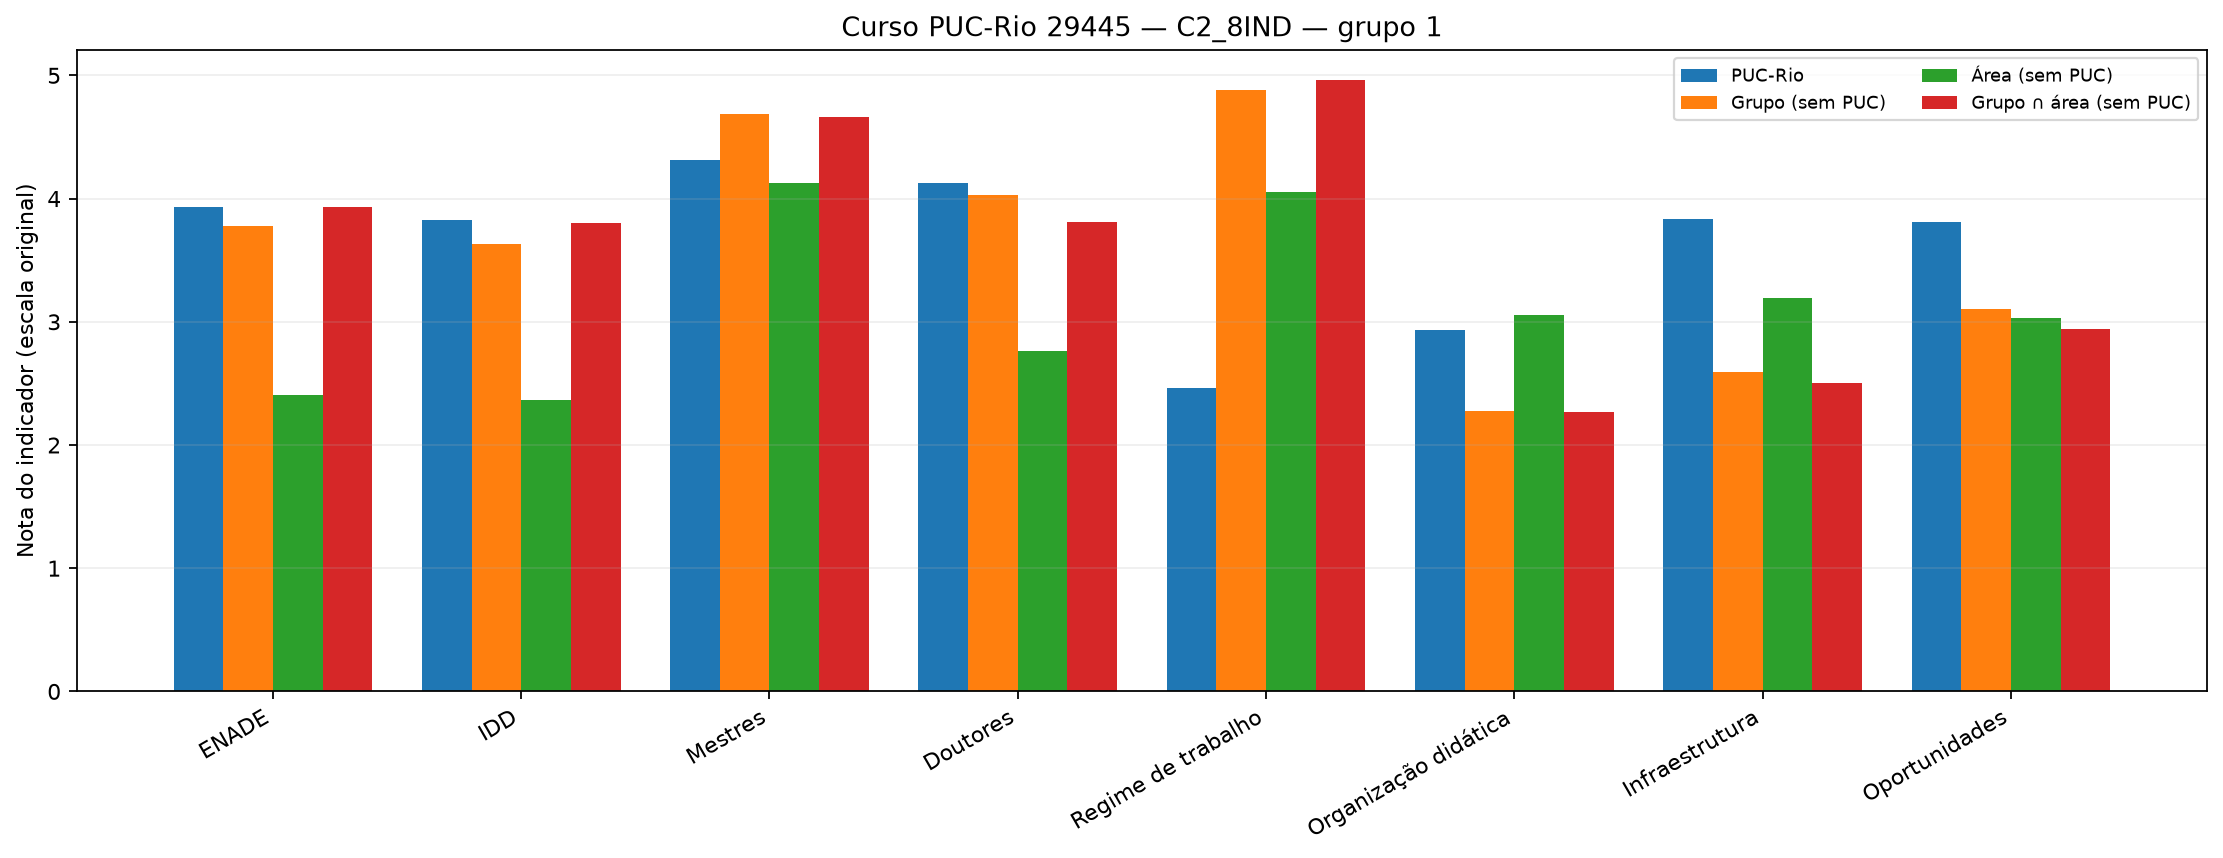 Curso PUC-Rio 29445 — C2_8IND — grupo 1
PUC-Rio
Grupo (sem PUC)
Área (sem PUC)
Grupo ∩ área (sem PUC)
Nota do indicador (escala original)
5
4
3
2
1
0
ENADE
IDD
Mestres
Doutores
Regime de trabalho
Organização didática
Infraestrutura
Oportunidades